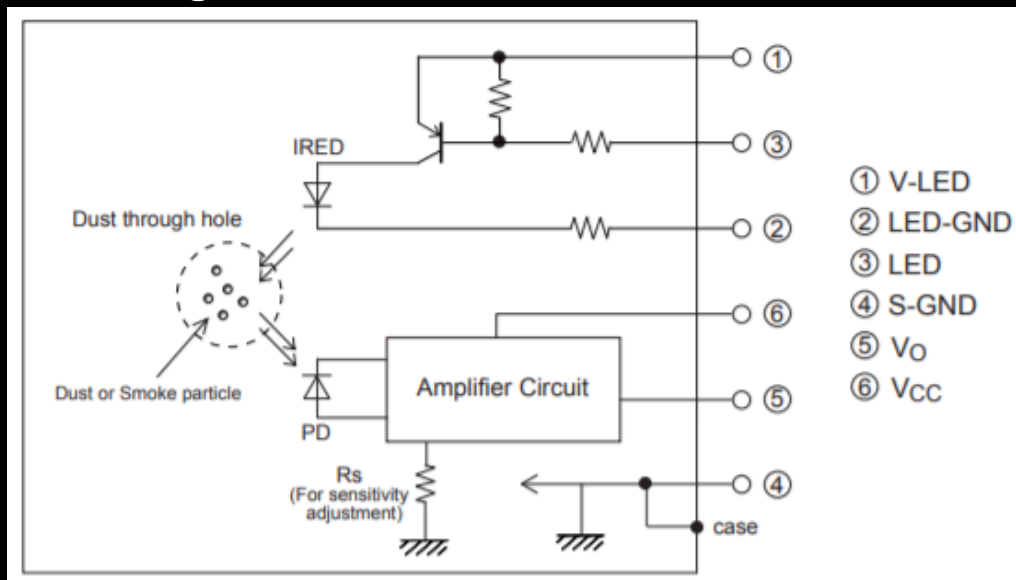 ①
IRED
③
Dust through hole
②
⑥
Dust or Smoke particle
PD
Amplifier Circuit
⑤
Rs
(For sensitivity
adjustment)
④
case
① V-LED
② LED-GND
③ LED
④ S-GND
⑤ VO
⑥ VCC